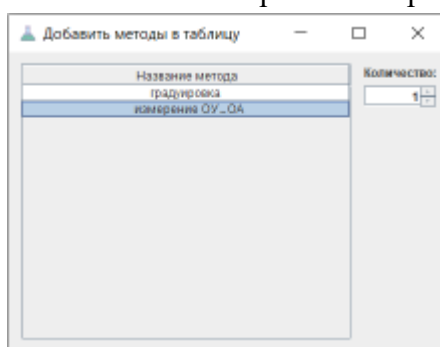 Добавить методы в таблицу
Название метода
Количество:
градуировка
1
измерение ОУ_ОА